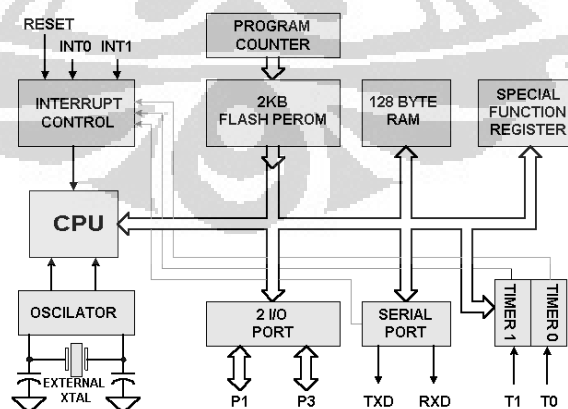 RESET
INT0 INT1
PROGRAM
COUNTER
INTERRUPT
CONTROL
2KB
FLASH PEROM
128 BYTE
RAM
SPECIAL
FUNCTION
REGISTER
CPU
OSCILATOR
2 I/O
PORT
SERIAL
PORT
TIMER 1
TIMER 0
EXTERNAL
XTAL
P1 P3 TXD RXD T1 T0